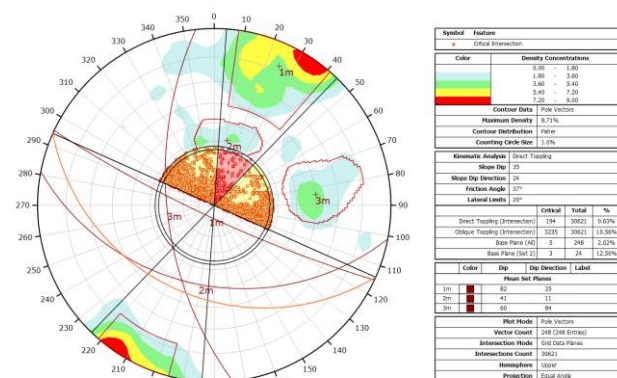 350
0
10
20
30
40
50
60
70
80
90
100
110
120
130
140
150
210
220
230
240
250
260
270
280
290
300
310
320
330
340
1m
2m
3m
3m
1m
2m
Symbol Feature
Critical Intersection
Color Density Concentrations
0.00 - 1.80
1.80 - 3.60
3.60 - 5.40
5.40 - 7.20
7.20 - 9.00
Contour Data Pole Vectors
Maximum Density 8.71%
Contour Distribution Fisher
Counting Circle Size 1.0%
Kinematic Analysis Direct Toppling
Slope Dip 35
Slope Dip Direction 24
Friction Angle 37°
Lateral Limits 20°
Critical Total %
Direct Toppling (Intersection) 194 30621 0.63%
Oblique Toppling (Intersection) 3235 30621 10.56%
Base Plane (All) 5 248 2.02%
Base Plane (Set 2) 3 24 12.50%
Color Dip Dip Direction Label
Mean Set Planes
1m 82 25
2m 41 11
3m 60 84
Plot Mode Pole Vectors
Vector Count 248 (248 Entries)
Intersection Mode Grid Data Planes
Intersections Count 30621
Hemisphere Upper
Projection Equal Angle